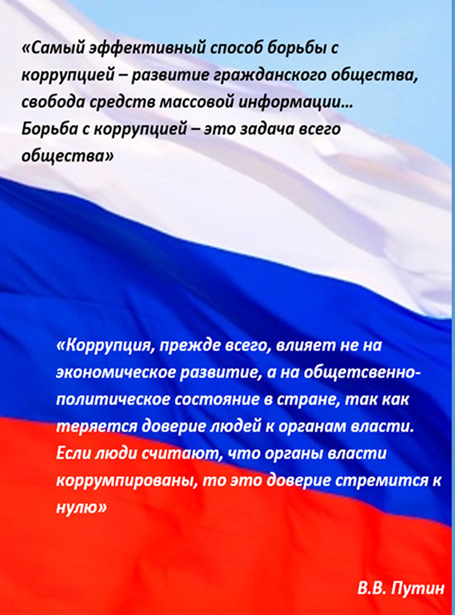 «Самый эффективный способ борьбы с
коррупцией – развитие гражданского общества,
свобода средств массовой информации...
Борьба с коррупцией – это задача всего
общества»
«Коррупция, прежде всего, влияет не на
экономическое развитие, а на общетсвенно-
политическое состояние в стране, так как
теряется доверие людей к органам власти.
Если люди считают, что органы власти
коррумпированы, то это доверие стремится к
нулю»
В.В. Путин